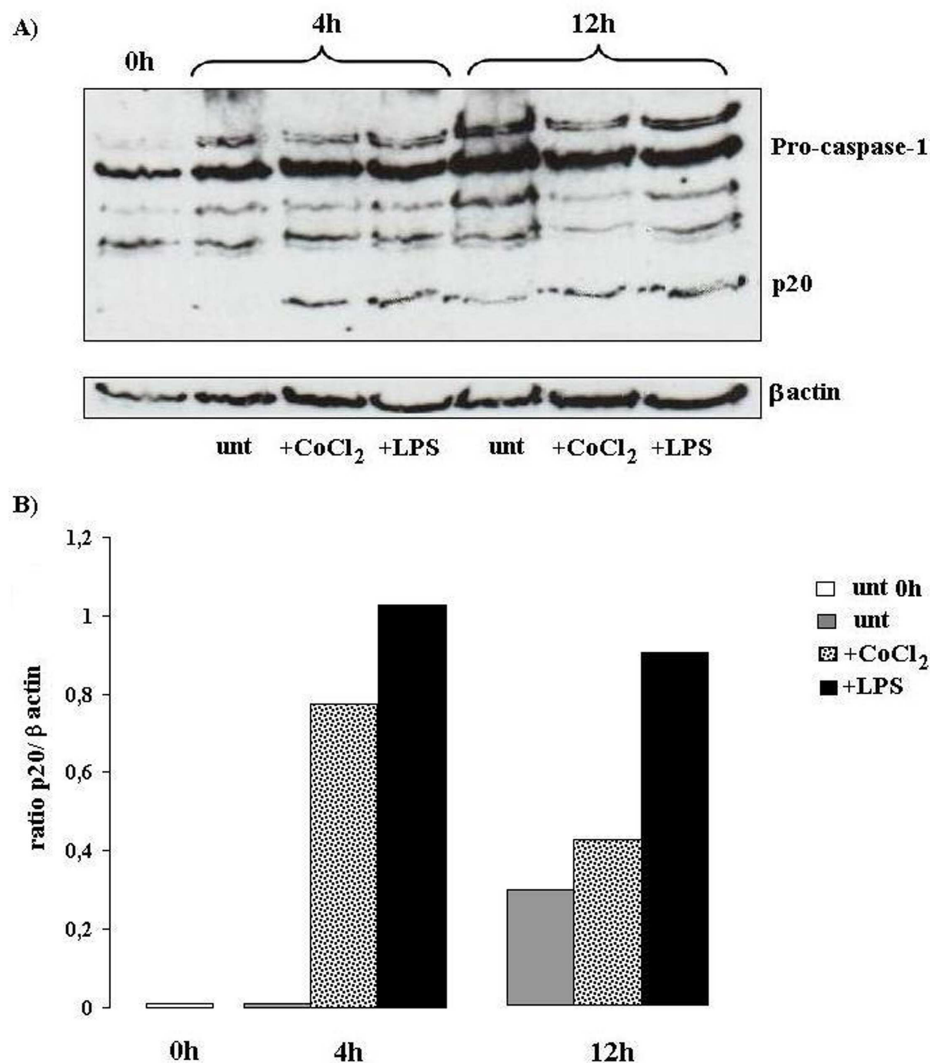 A)
0h 4h 12h
Pro-caspase-1
p20
β actin
unt +CoCl₂ +LPS unt +CoCl₂ +LPS
B)
ratio p20/ β actin
1,2
1
0,8
0,6
0,4
0,2
0
0h 4h 12h
unt 0h
unt
+CoCl₂
+LPS